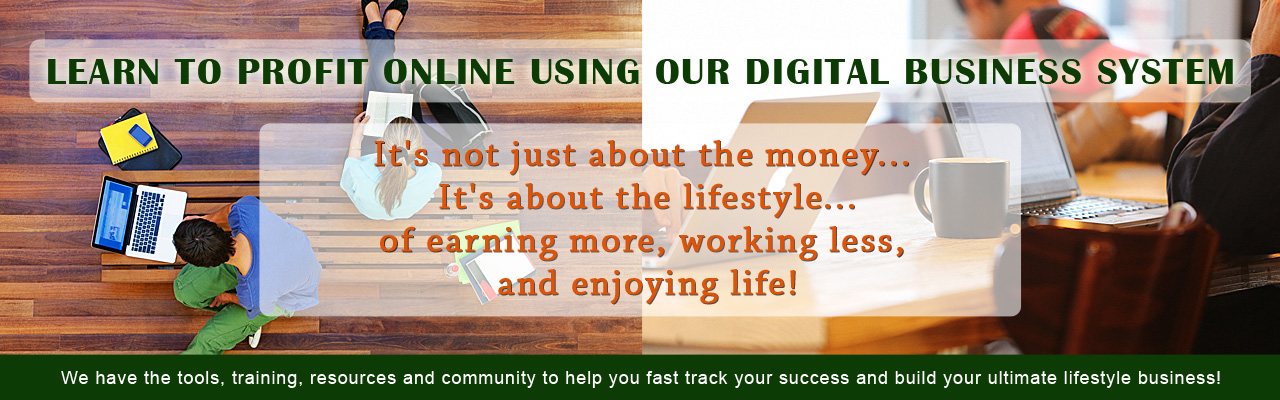 LEARN TO PROFIT ONLINE USING OUR DIGITAL BUSINESS SYSTEM
It's not just about the money...
It's about the lifestyle...
of earning more, working less,
and enjoying life!
We have the tools, training, resources and community to help you fast track your success and build your ultimate lifestyle business!